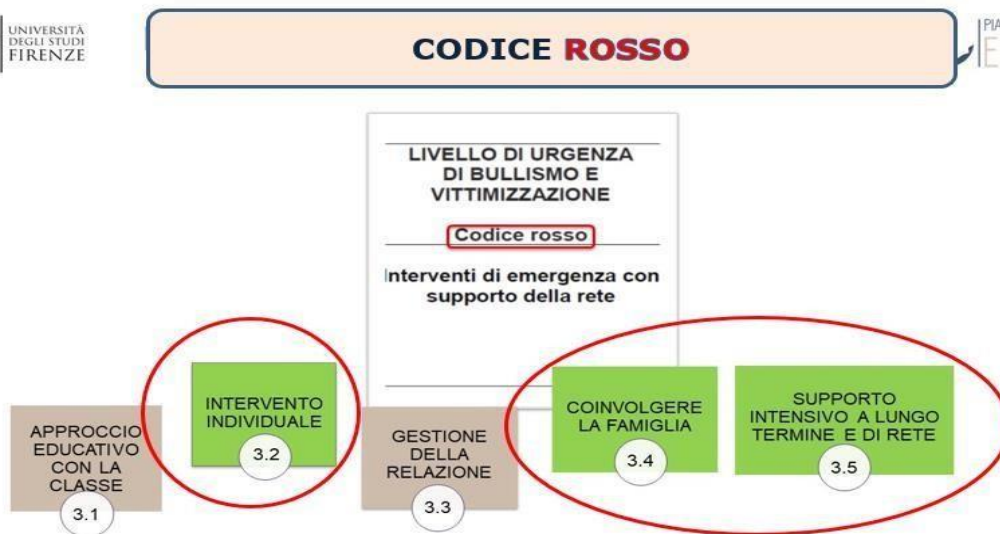 UNIVERSITÀ
DEGLI STUDI
FIRENZE
CODICE ROSSO
PIA
E
LIVELLO DI URGENZA
DI BULLISMO E
VITTIMIZZAZIONE
Codice rosso
Interventi di emergenza con
supporto della rete
APPROCCIO
EDUCATIVO
CON LA
CLASSE
3.1
INTERVENTO
INDIVIDUALE
3.2
GESTIONE
DELLA
RELAZIONE
3.3
COINVOLGERE
LA FAMIGLIA
3.4
SUPPORTO
INTENSIVO A LUNGO
TERMINE E DI RETE
3.5